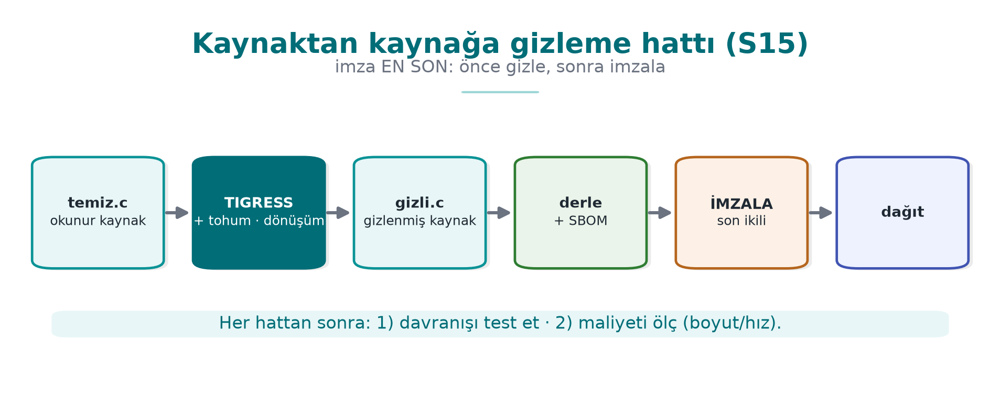 Kaynaktan kaynağa gizleme hattı (S15)
imza EN SON: önce gizle, sonra imzala
temiz.c
okunur kaynak
TIGRESS
+ tohum · dönüşüm
gizli.c
gizlenmiş kaynak
derle
+ SBOM
İMZALA
son ikili
dağıt
Her hattan sonra: 1) davranışı test et · 2) maliyeti ölç (boyut/hız).